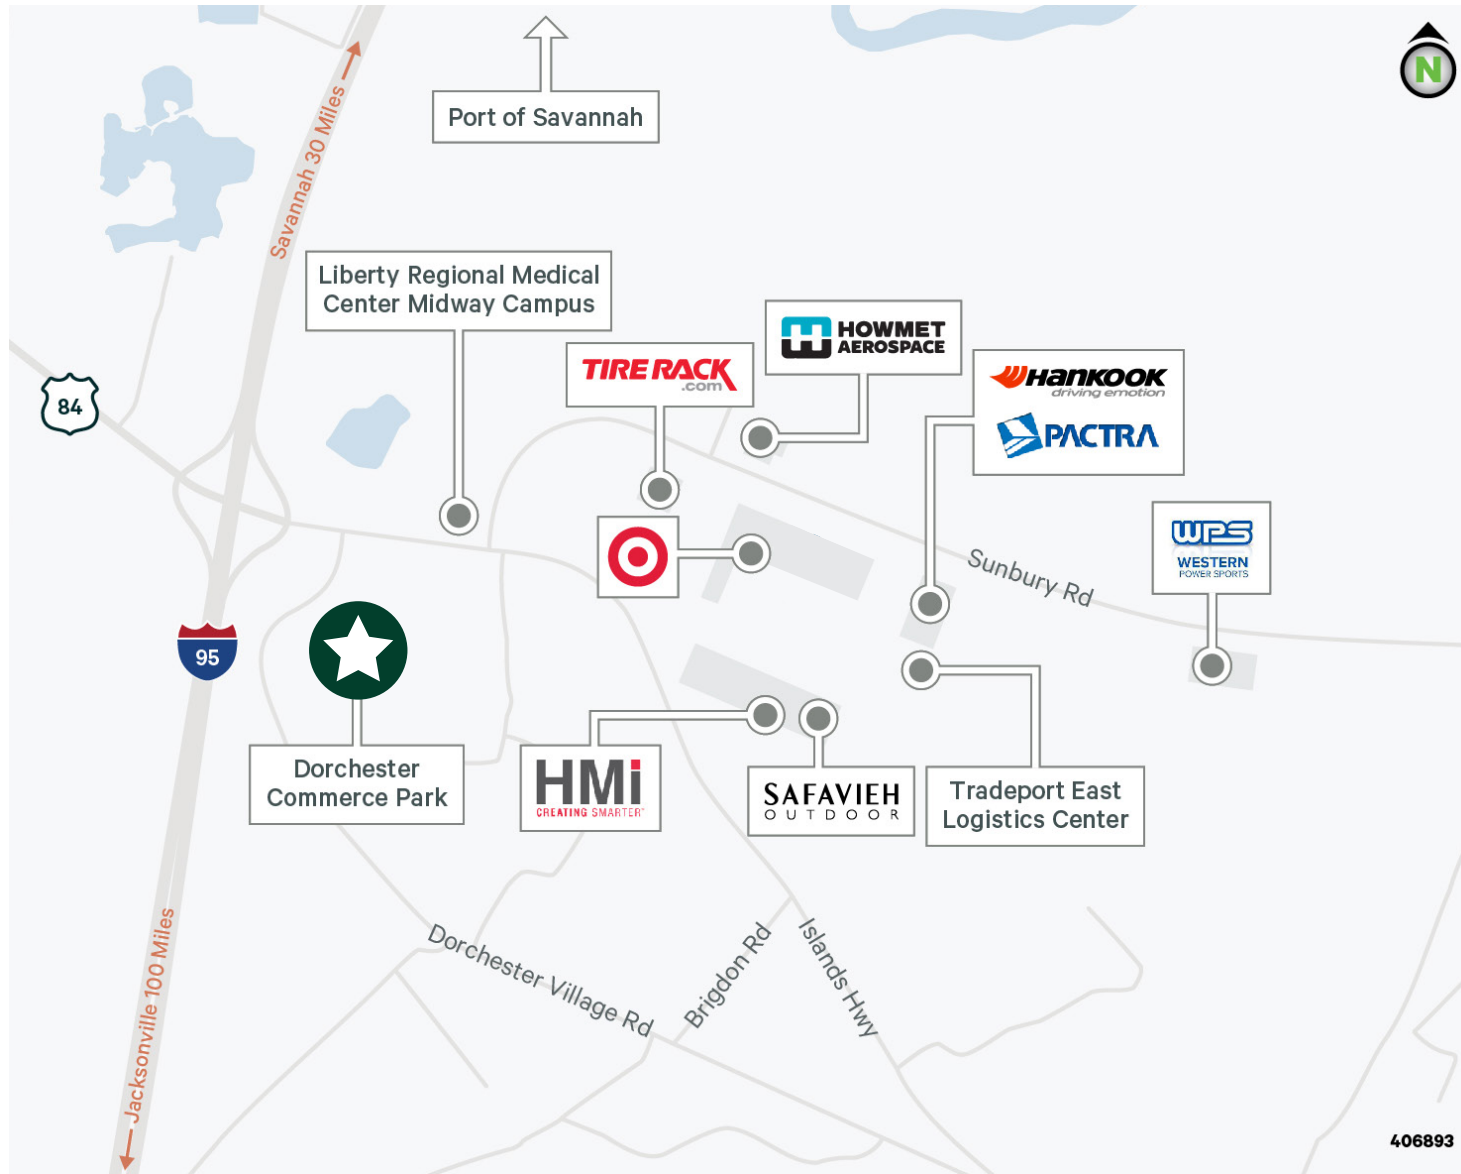 N
Port of Savannah
Savannah 30 Miles
Liberty Regional Medical
Center Midway Campus
HOWMET
AEROSPACE
TIRE RACK
.com
HANKOOK
driving emotion
PACTRA
84
WPS
WESTERN
POWER SPORTS
Sunbury Rd
95
Dorchester
Commerce Park
HMi
CREATING SMARTER
SAFAVIEH
OUTDOOR
Tradeport East
Logistics Center
Dorchester Village Rd
Brigdon Rd
Islands Hwy
Jacksonville 100 Miles
406893